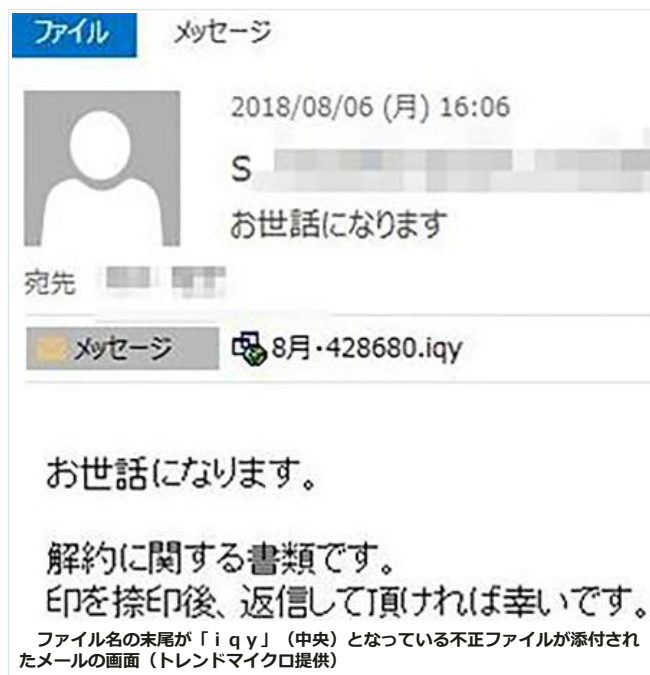 ファイル メッセージ
2018/08/06 (月) 16:06
S
お世話になります
宛先
メッセージ 8月・428680.iqy
お世話になります。
解約に関する書類です。
印を捺印後、返信して頂ければ幸いです。
ファイル名の末尾が「ｉｑｙ」（中央）となっている不正ファイルが添付され
たメールの画面（トレンドマイクロ提供）